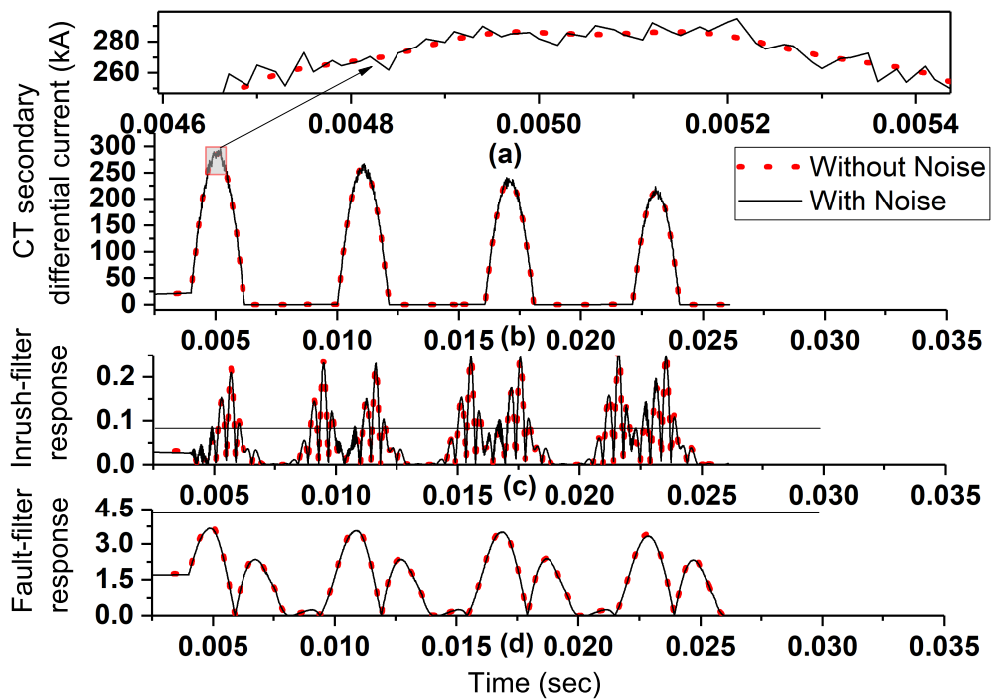 CT secondary
differential current (kA)
280
260
0.0046 0.0048 0.0050 0.0052 0.0054
(a)
Without Noise
With Noise
300
250
200
150
100
50
0
0.005 0.010 0.015 0.020 0.025 0.030 0.035
(b)
Inrush-filter
response
0.2
0.1
0.0
0.005 0.010 0.015 0.020 0.025 0.030 0.035
(c)
Fault-filter
response
4.5
3.0
1.5
0.0
0.005 0.010 0.015 0.020 0.025 0.030 0.035
(d)
Time (sec)